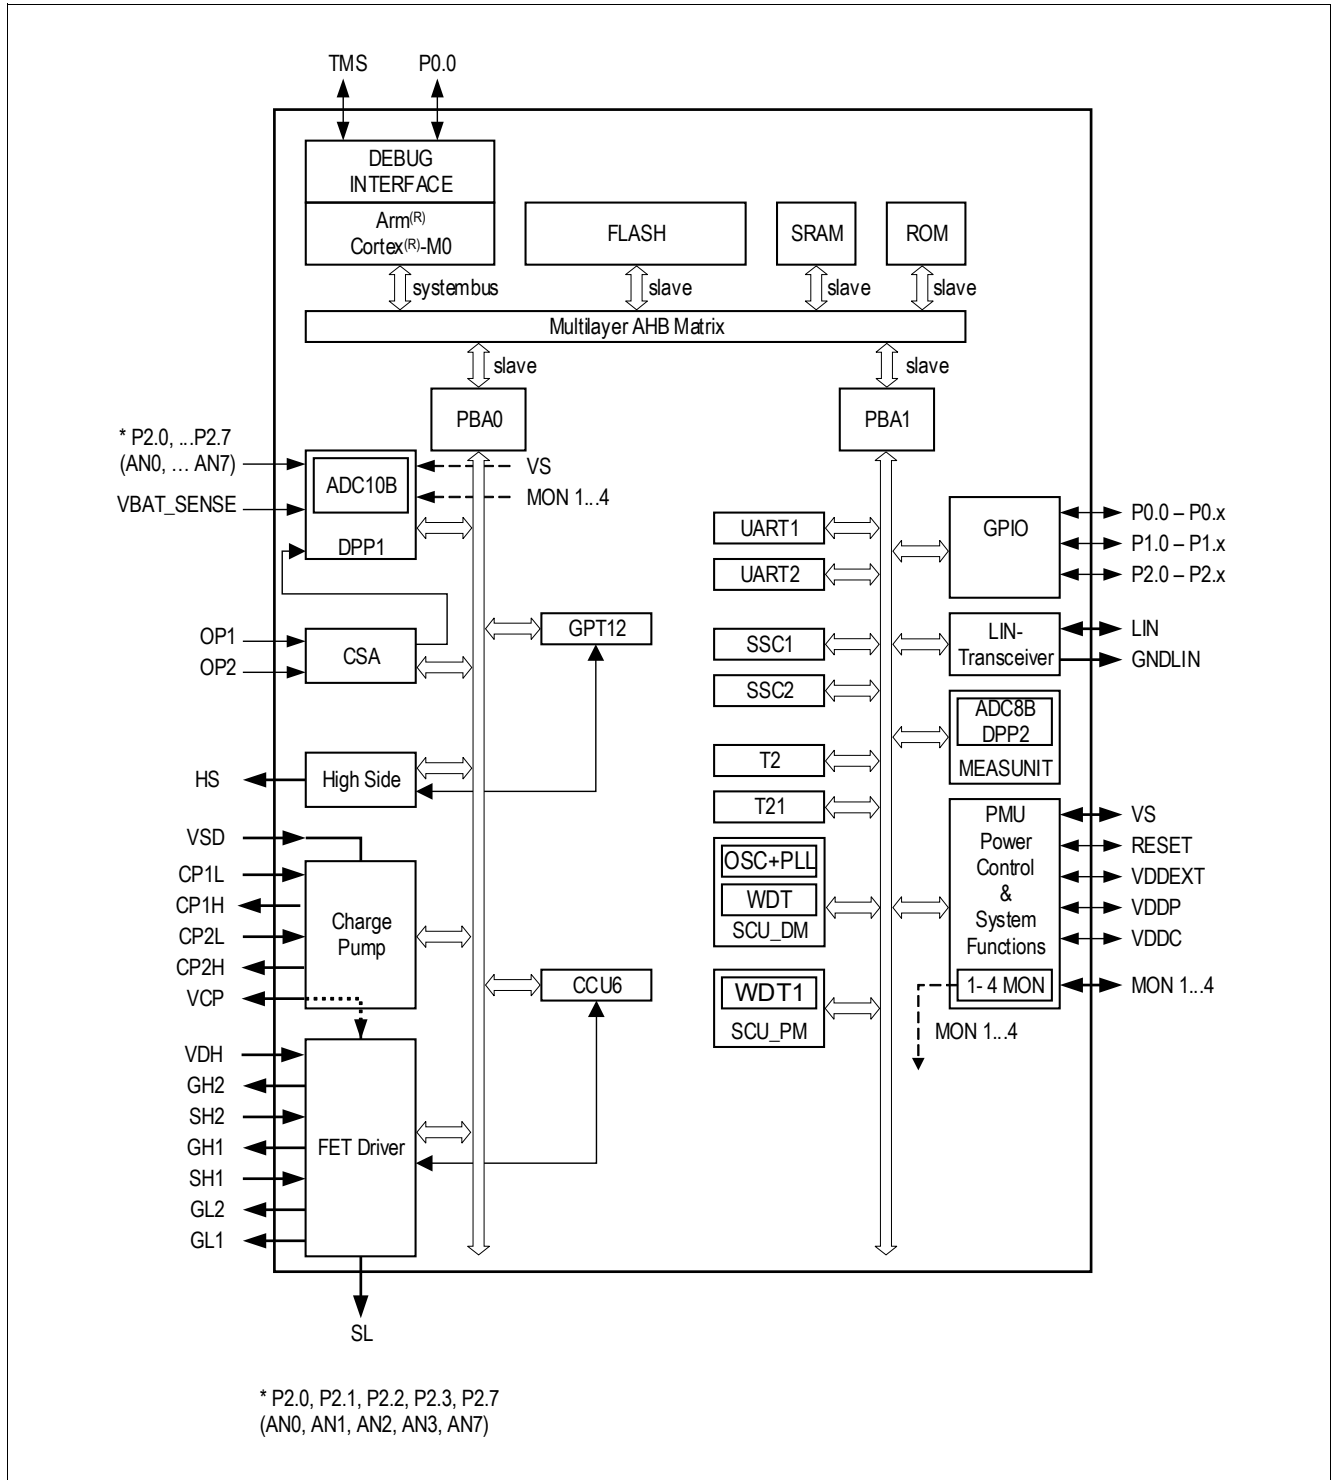 TMS
P0.0
DEBUG
INTERFACE
Arm(R)
Cortex(R)-M0
FLASH
SRAM
ROM
systembus
slave
slave
slave
Multilayer AHB Matrix
slave
slave
PBA0
PBA1
* P2.0, ...P2.7
(AN0, ... AN7)
VBAT_SENSE
ADC10B
DPP1
VS
MON 1...4
UART1
UART2
GPIO
P0.0 – P0.x
P1.0 – P1.x
P2.0 – P2.x
OP1
OP2
CSA
GPT12
SSC1
SSC2
LIN-
Transceiver
LIN
GNDLIN
ADC8B
DPP2
MEASUNIT
HS
High Side
T2
T21
VSD
CP1L
CP1H
CP2L
CP2H
VCP
Charge
Pump
OSC+PLL
WDT
SCU_DM
PMU
Power
Control
&
System
Functions
1- 4 MON
VS
RESET
VDDEXT
VDDP
VDDC
MON 1...4
CCU6
WDT1
SCU_PM
MON 1...4
VDH
GH2
SH2
GH1
SH1
GL2
GL1
FET Driver
SL
* P2.0, P2.1, P2.2, P2.3, P2.7
(AN0, AN1, AN2, AN3, AN7)